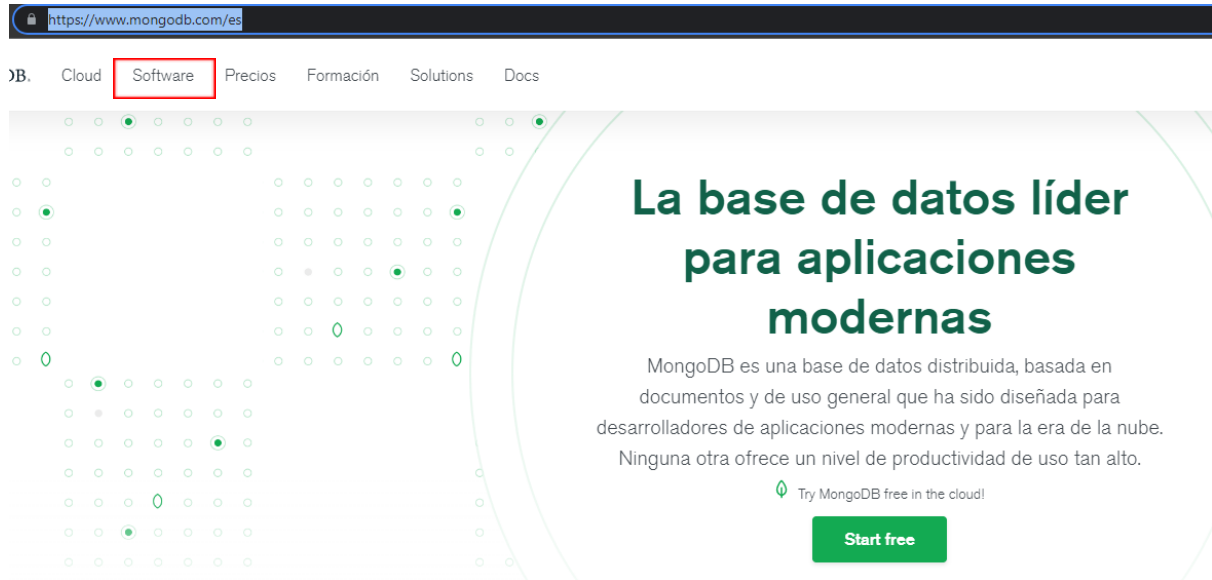 https://www.mongodb.com/es
DB. Cloud Software Precios Formación Solutions Docs
La base de datos líder
para aplicaciones
modernas
MongoDB es una base de datos distribuida, basada en
documentos y de uso general que ha sido diseñada para
desarrolladores de aplicaciones modernas y para la era de la nube.
Ninguna otra ofrece un nivel de productividad de uso tan alto.
Try MongoDB free in the cloud!
Start free